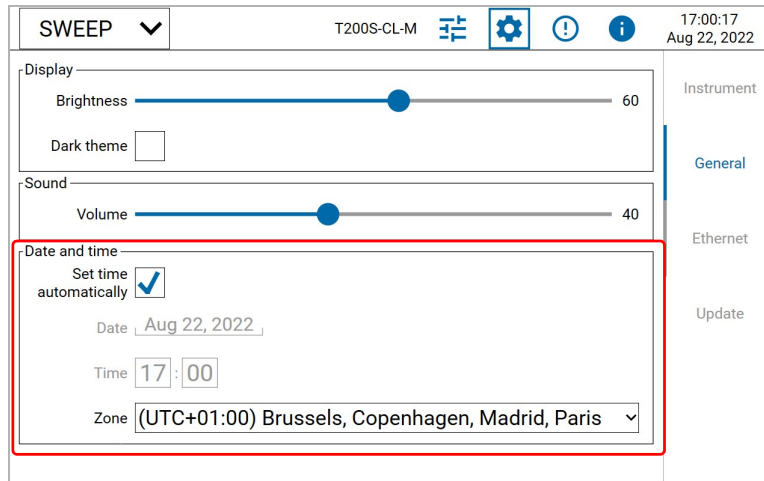 SWEEP T200S-CL-M i 17:00:17
Aug 22, 2022
Display
Instrument
Brightness 60
Dark theme
General
Sound
Volume 40
Ethernet
Date and time
Set time
automatically
Update
Date Aug 22, 2022
Time 17 : 00
Zone (UTC+01:00) Brussels, Copenhagen, Madrid, Paris